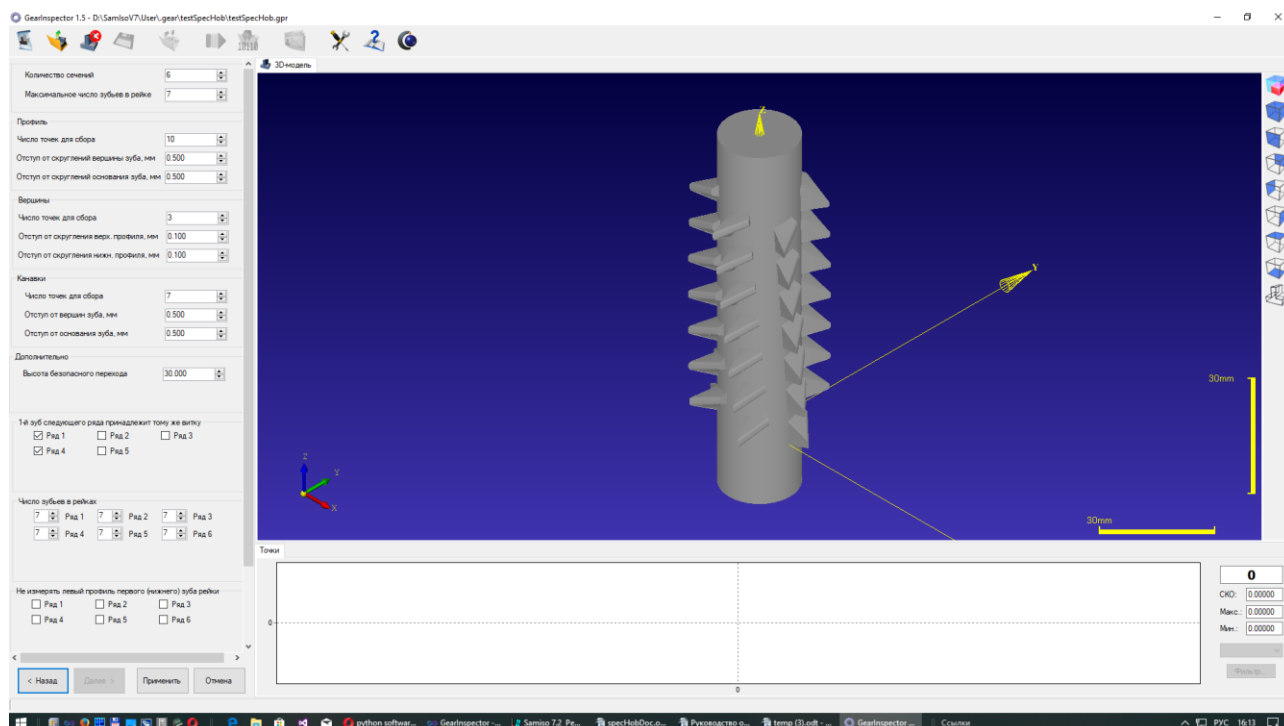 GearInspector 1.5 - D:\SamIsoV7\User\.gear\testSpecHob\testSpecHob.gpr
3D-модель
Количество сечений 6
Максимальное число зубьев в рейке 7
Профиль
Число точек для сбора 10
Отступ от скруглений вершины зуба, мм 0.500
Отступ от скруглений основания зуба, мм 0.500
Вершины
Число точек для сбора 3
Отступ от скругления верх. профиля, мм 0.100
Отступ от скругления нижн. профиля, мм 0.100
Канавки
Число точек для сбора 7
Отступ от вершин зуба, мм 0.500
Отступ от основания зуба, мм 0.500
Дополнительно
Высота безопасного перехода 30.000
1-й зуб следующего ряда принадлежит тому же витку
Ряд 1 Ряд 2 Ряд 3
Ряд 4 Ряд 5
Число зубьев в рейках
7 Ряд 1 7 Ряд 2 7 Ряд 3
7 Ряд 4 7 Ряд 5 7 Ряд 6
Не измерять левый профиль первого (нижнего) зуба рейки
Ряд 1 Ряд 2 Ряд 3
Ряд 4 Ряд 5 Ряд 6
< Назад Далее > Применить Отмена
Z
Y
Z
Y
X
30mm
30mm
Точки
0
0
0
СКО: 0.00000
Макс.: 0.00000
Мин.: 0.00000
Фильтр...
python softwar... GearInspector -... Samiso 7.2 Ре... specHobDoc.o... Руководство о... temp (3).odt - ... GearInspector ... Ссылки РУС 16:13